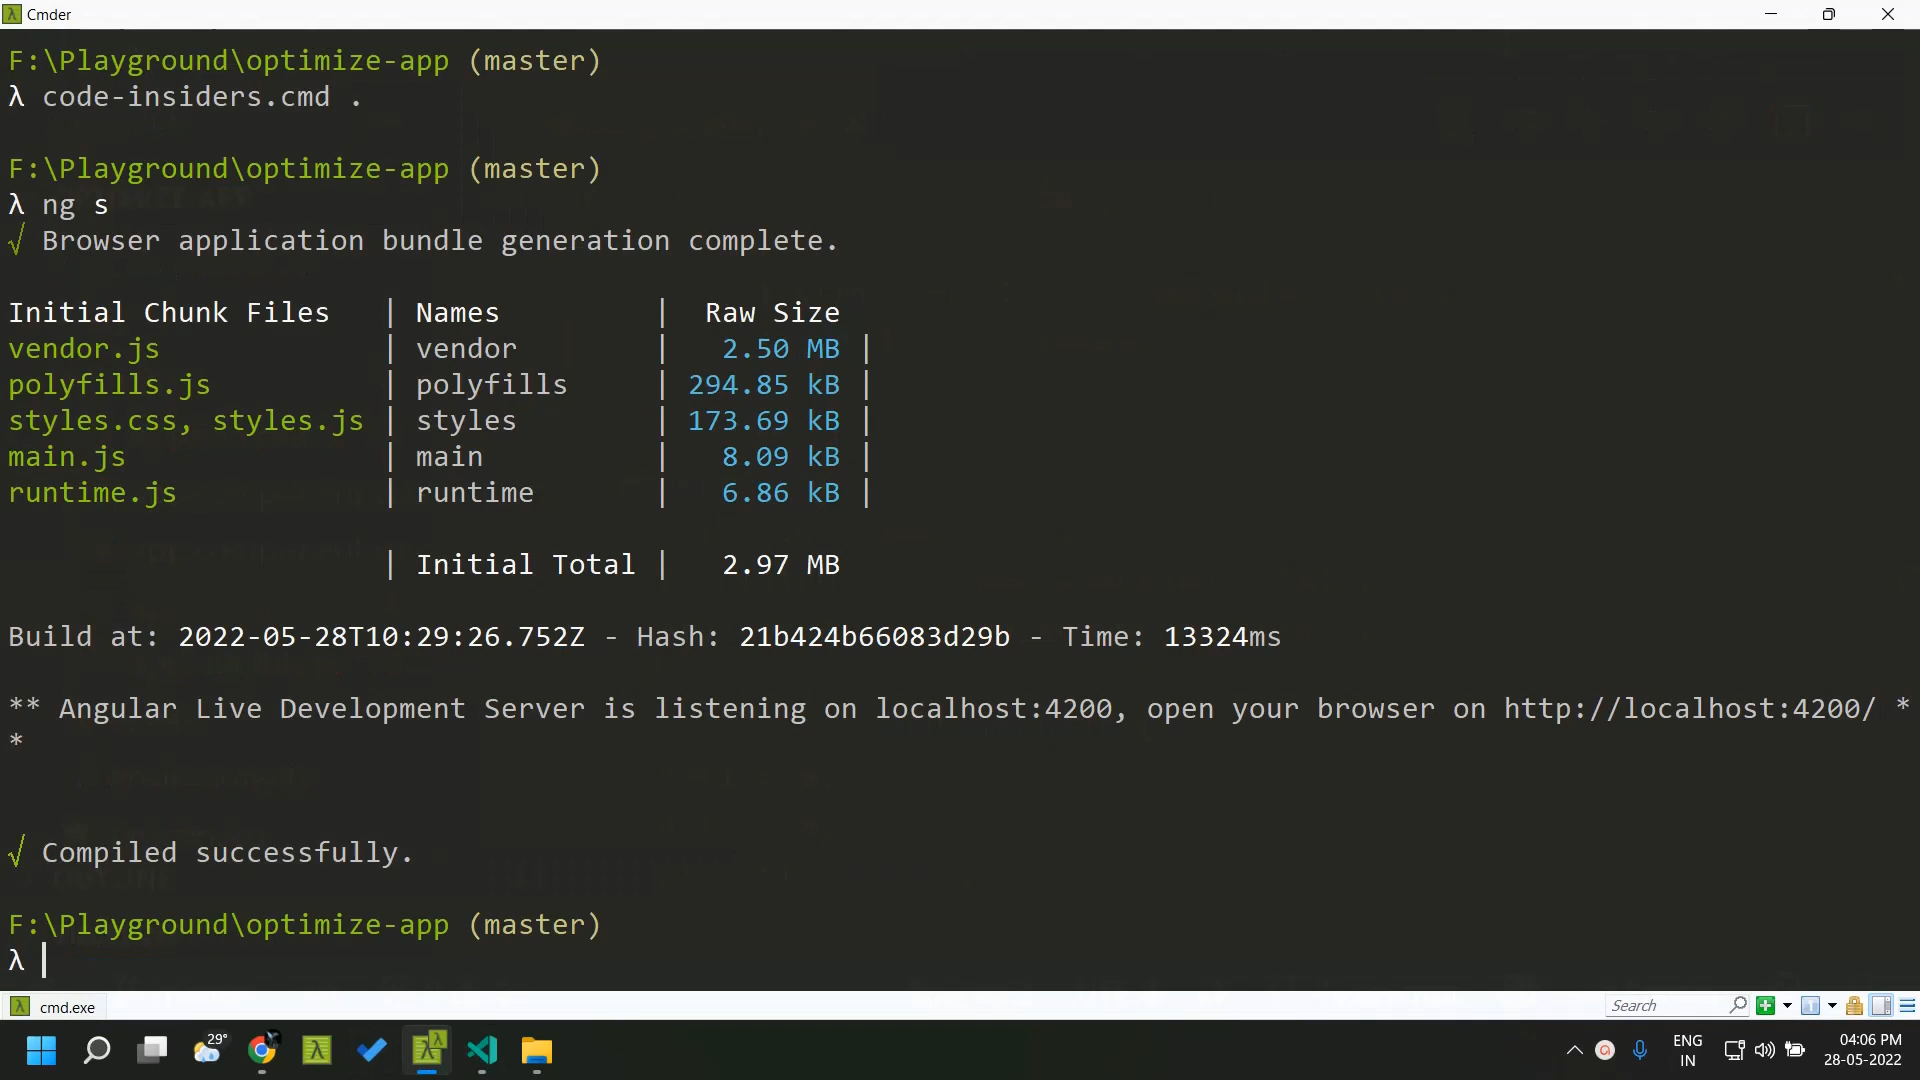 Cmder
F:\Playground\optimize-app (master)
λ code-insiders.cmd .
F:\Playground\optimize-app (master)
λ ng s
√ Browser application bundle generation complete.
Initial Chunk Files | Names | Raw Size
vendor.js | vendor | 2.50 MB |
polyfills.js | polyfills | 294.85 kB |
styles.css, styles.js | styles | 173.69 kB |
main.js | main | 8.09 kB |
runtime.js | runtime | 6.86 kB |
| Initial Total | 2.97 MB
Build at: 2022-05-28T10:29:26.752Z - Hash: 21b424b66083d29b - Time: 13324ms
** Angular Live Development Server is listening on localhost:4200, open your browser on http://localhost:4200/ *
*
√ Compiled successfully.
F:\Playground\optimize-app (master)
λ
cmd.exe
Search
29°
ENG
IN
04:06 PM
28-05-2022